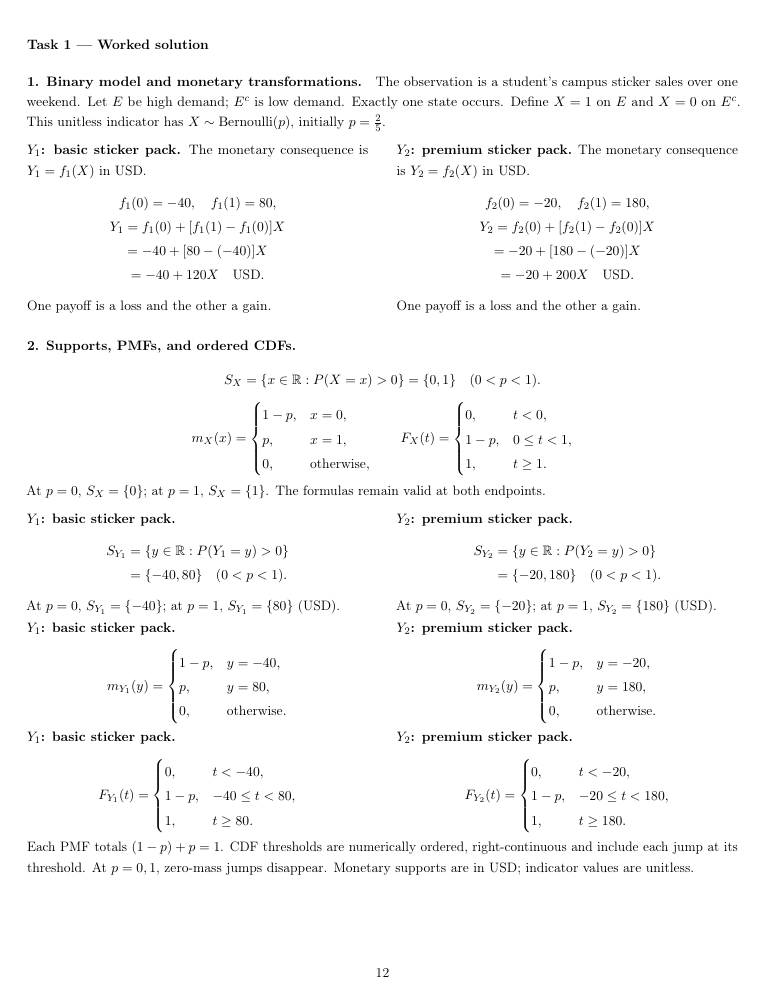 Task 1 — Worked solution
1. Binary model and monetary transformations. The observation is a student's campus sticker sales over one
weekend. Let E be high demand; Eᶜ is low demand. Exactly one state occurs. Define X = 1 on E and X = 0 on Eᶜ.
This unitless indicator has X ∼ Bernoulli(p), initially p = 2/5.
Y₁: basic sticker pack. The monetary consequence is
Y₁ = f₁(X) in USD.
f₁(0) = −40, f₁(1) = 80,
Y₁ = f₁(0) + [f₁(1) − f₁(0)]X
= −40 + [80 − (−40)]X
= −40 + 120X USD.
One payoff is a loss and the other a gain.
Y₂: premium sticker pack. The monetary consequence
is Y₂ = f₂(X) in USD.
f₂(0) = −20, f₂(1) = 180,
Y₂ = f₂(0) + [f₂(1) − f₂(0)]X
= −20 + [180 − (−20)]X
= −20 + 200X USD.
One payoff is a loss and the other a gain.
2. Supports, PMFs, and ordered CDFs.
S_X = {x ∈ ℝ : P(X = x) > 0} = {0, 1} (0 < p < 1).
m_X(x) = {
1 − p, x = 0,
p, x = 1,
0, otherwise,
F_X(t) = {
0, t < 0,
1 − p, 0 ≤ t < 1,
1, t ≥ 1.
At p = 0, S_X = {0}; at p = 1, S_X = {1}. The formulas remain valid at both endpoints.
Y₁: basic sticker pack.
S_Y₁ = {y ∈ ℝ : P(Y₁ = y) > 0}
= {−40, 80} (0 < p < 1).
At p = 0, S_Y₁ = {−40}; at p = 1, S_Y₁ = {80} (USD).
Y₂: premium sticker pack.
S_Y₂ = {y ∈ ℝ : P(Y₂ = y) > 0}
= {−20, 180} (0 < p < 1).
At p = 0, S_Y₂ = {−20}; at p = 1, S_Y₂ = {180} (USD).
Y₁: basic sticker pack.
m_Y₁(y) = {
1 − p, y = −40,
p, y = 80,
0, otherwise.
Y₂: premium sticker pack.
m_Y₂(y) = {
1 − p, y = −20,
p, y = 180,
0, otherwise.
Y₁: basic sticker pack.
F_Y₁(t) = {
0, t < −40,
1 − p, −40 ≤ t < 80,
1, t ≥ 80.
Y₂: premium sticker pack.
F_Y₂(t) = {
0, t < −20,
1 − p, −20 ≤ t < 180,
1, t ≥ 180.
Each PMF totals (1 − p) + p = 1. CDF thresholds are numerically ordered, right-continuous and include each jump at its
threshold. At p = 0, 1, zero-mass jumps disappear. Monetary supports are in USD; indicator values are unitless.
12